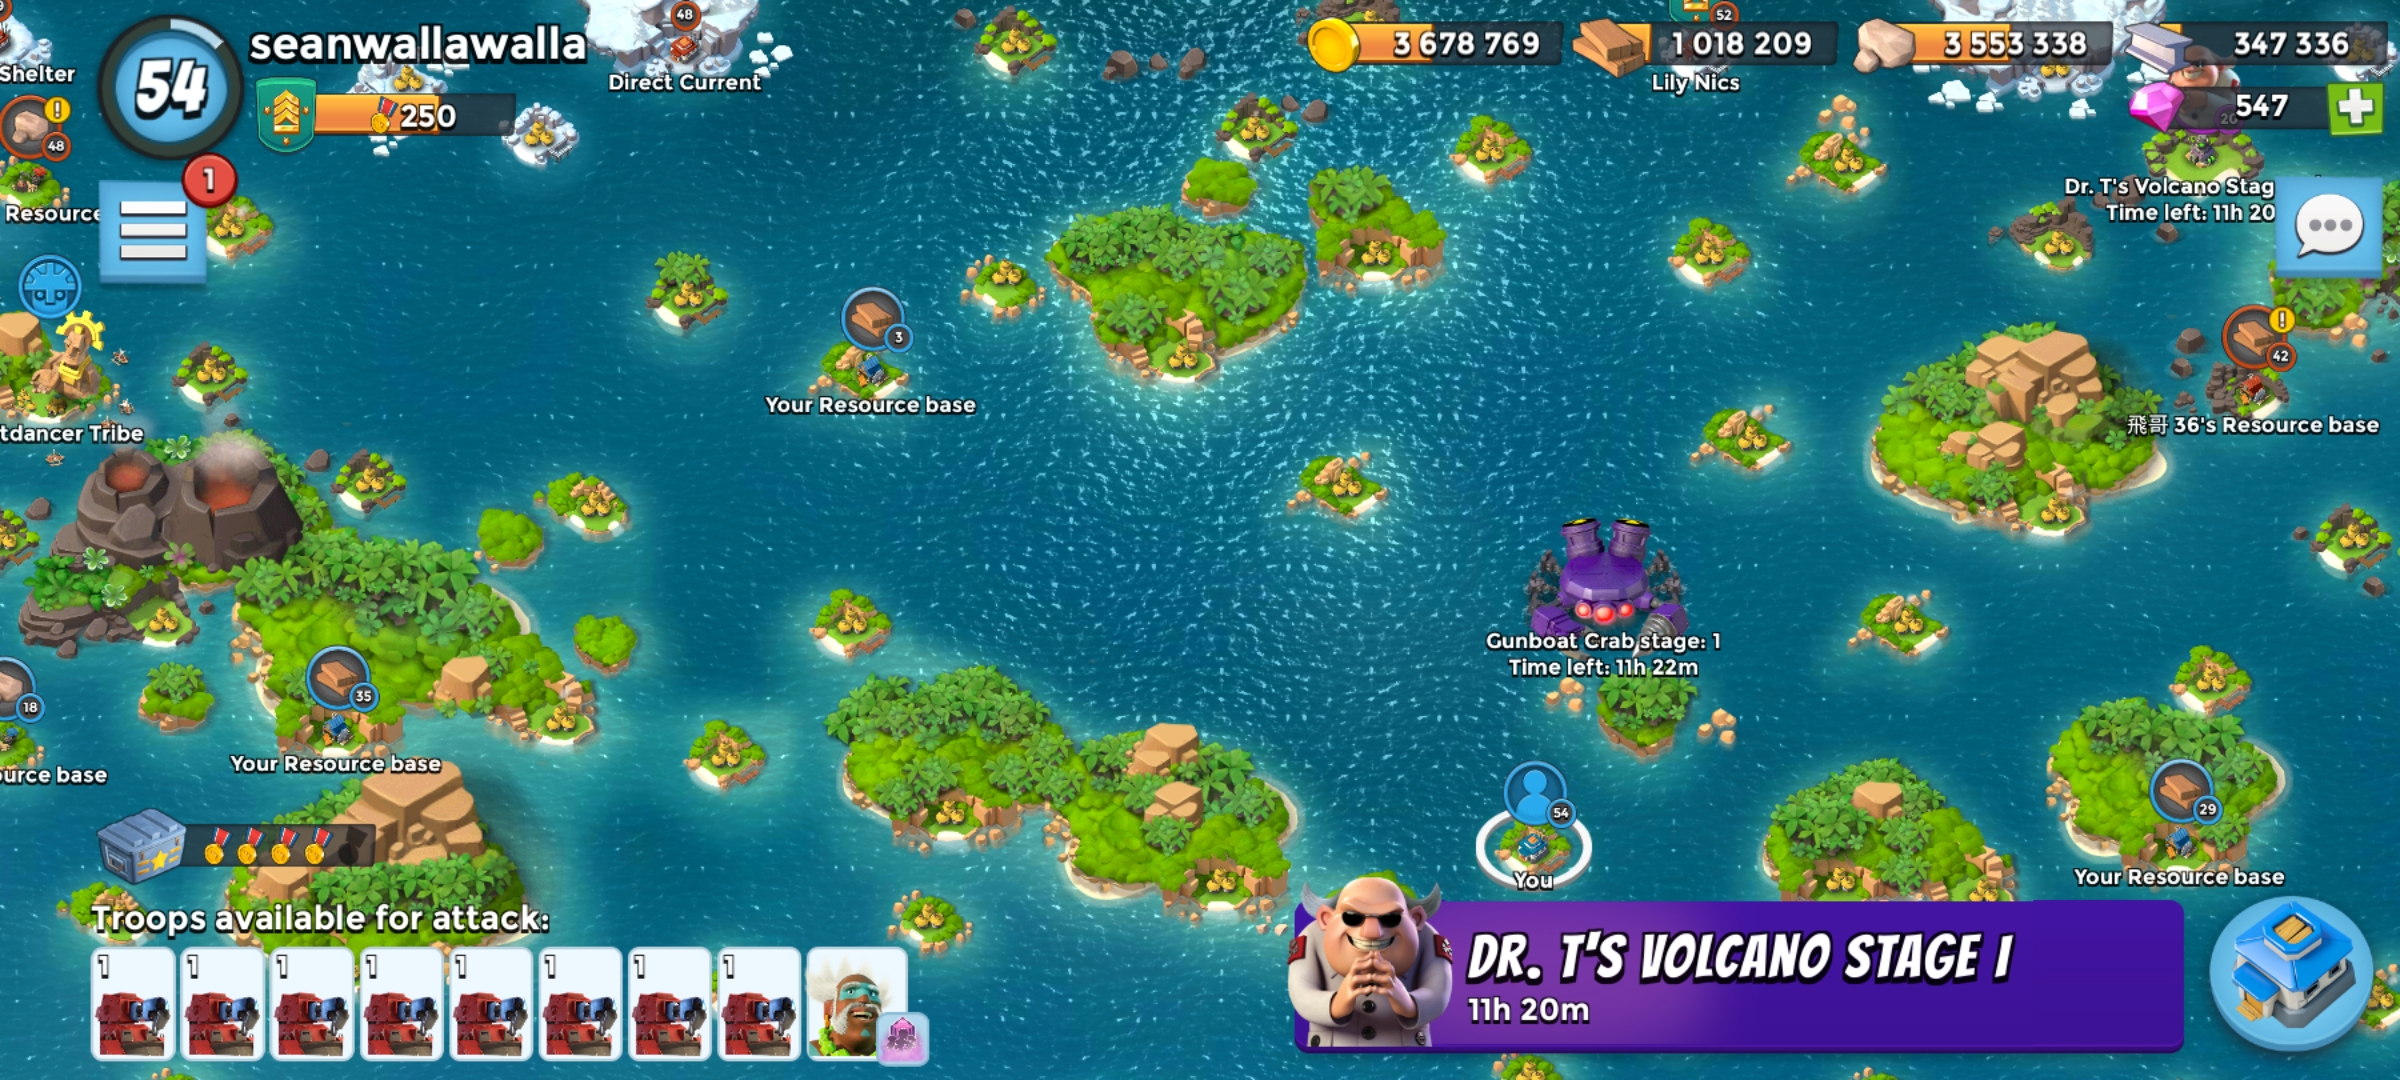 54
seanwallawalla
250
1
48
Direct Current
52
Lily Nics
3 678 769
1 018 209
3 553 338
347 336
547
20
Shelter
48
Resource
Dr. T's Volcano Stag
Time left: 11h 20
3
Your Resource base
42
飛哥 36's Resource base
tdancer Tribe
Gunboat Crab stage: 1
Time left: 11h 22m
35
Your Resource base
18
urce base
54
You
29
Your Resource base
Troops available for attack:
1
1
1
1
1
1
1
1
DR. T'S VOLCANO STAGE I
11h 20m